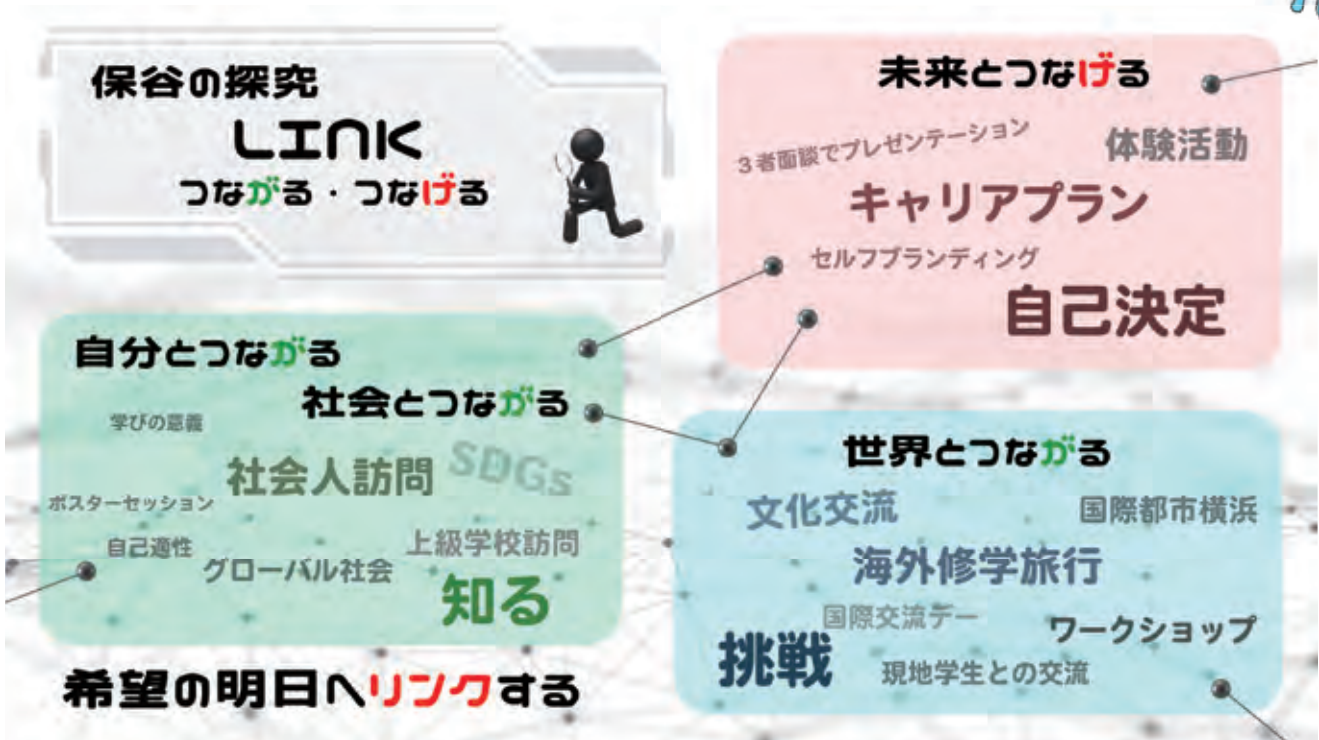 保谷の探究
LINK
つながる・つなげる
自分とつながる
社会とつながる
学びの意義
社会人訪問
SDGs
ポスターセッション
自己適性
上級学校訪問
グローバル社会
知る
希望の明日へリンクする
未来とつなげる
３者面談でプレゼンテーション
体験活動
キャリアプラン
セルフブランディング
自己決定
世界とつながる
文化交流
国際都市横浜
海外修学旅行
国際交流デー
ワークショップ
挑戦
現地学生との交流